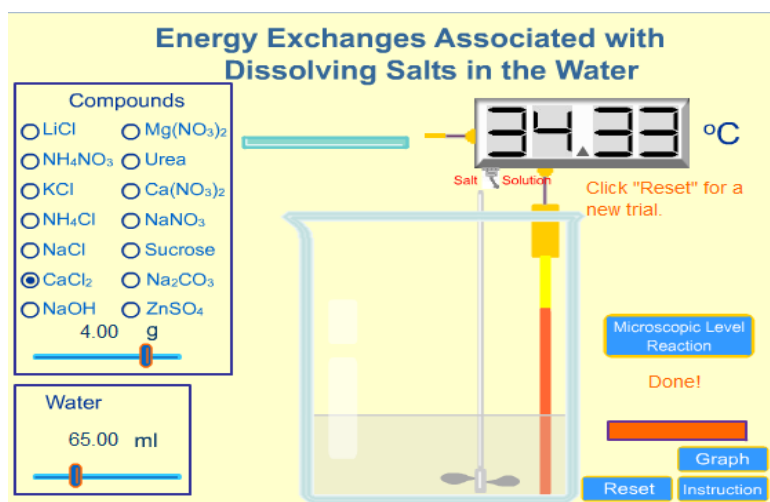 Energy Exchanges Associated with
Dissolving Salts in the Water
Compounds
LiCl
Mg(NO₃)₂
NH₄NO₃
Urea
KCl
Ca(NO₃)₂
NH₄Cl
NaNO₃
NaCl
Sucrose
CaCl₂
Na₂CO₃
NaOH
ZnSO₄
4.00 g
Water
65.00 ml
34.33 °C
Salt Solution
Click "Reset" for a
new trial.
Microscopic Level
Reaction
Done!
Graph
Reset
Instruction